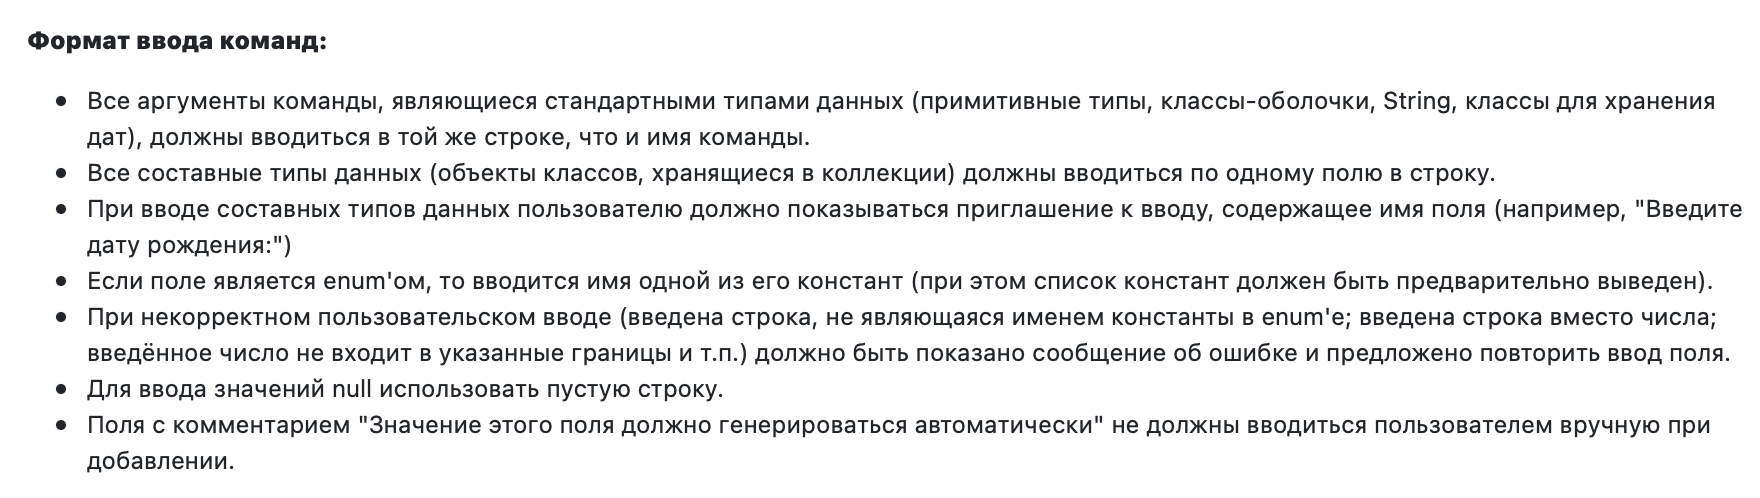 Формат ввода команд:
• Все аргументы команды, являющиеся стандартными типами данных (примитивные типы, классы-оболочки, String, классы для хранения
дат), должны вводиться в той же строке, что и имя команды.
• Все составные типы данных (объекты классов, хранящиеся в коллекции) должны вводиться по одному полю в строку.
• При вводе составных типов данных пользователю должно показываться приглашение к вводу, содержащее имя поля (например, "Введите
дату рождения:")
• Если поле является enum'ом, то вводится имя одной из его констант (при этом список констант должен быть предварительно выведен).
• При некорректном пользовательском вводе (введена строка, не являющаяся именем константы в enum'е; введена строка вместо числа;
введённое число не входит в указанные границы и т.п.) должно быть показано сообщение об ошибке и предложено повторить ввод поля.
• Для ввода значений null использовать пустую строку.
• Поля с комментарием "Значение этого поля должно генерироваться автоматически" не должны вводиться пользователем вручную при
добавлении.